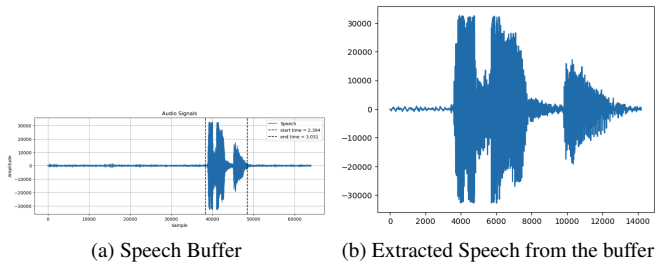 Audio Signals
Speech
start time = 2.394
end time = 3.031
30000
20000
10000
0
−10000
−20000
−30000
Amplitude
0 10000 20000 30000 40000 50000 60000
Sample
(a) Speech Buffer
30000
20000
10000
0
−10000
−20000
−30000
0 2000 4000 6000 8000 10000 12000 14000
(b) Extracted Speech from the buffer